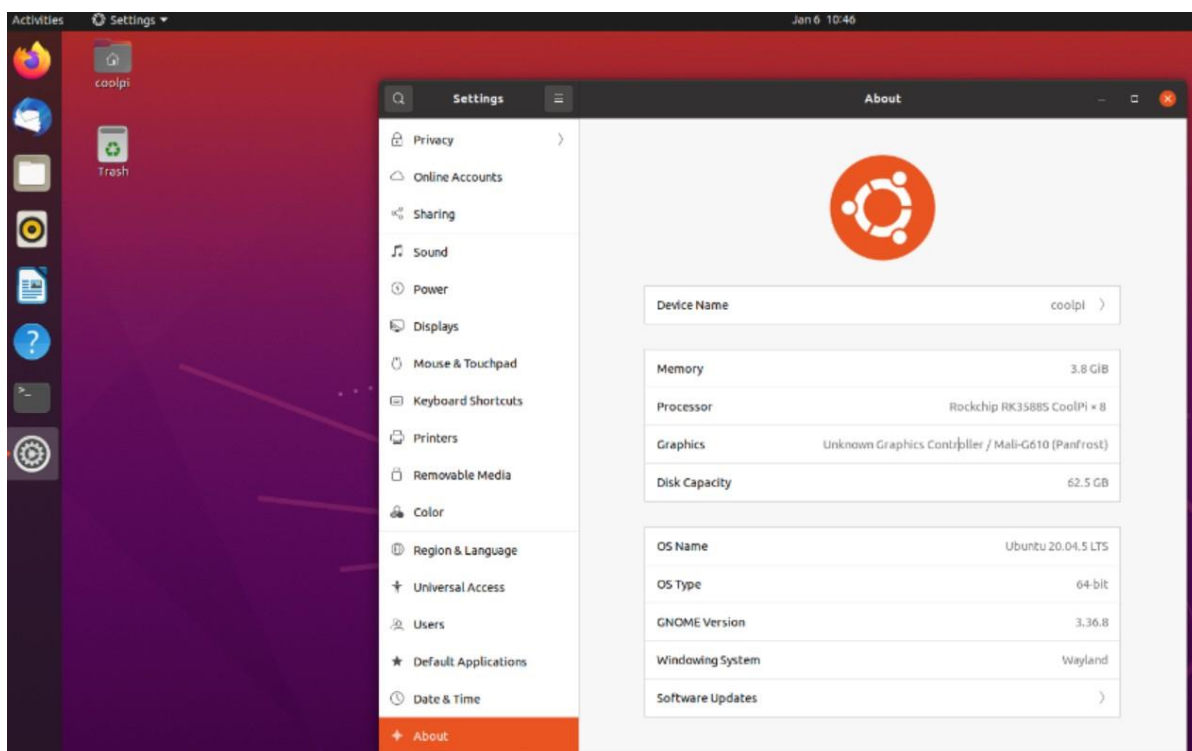 Activities Settings Jan 6 10:46
coolpi
Trash
Settings
About
Privacy
Online Accounts
Sharing
Sound
Power
Displays
Mouse & Touchpad
Keyboard Shortcuts
Printers
Removable Media
Color
Region & Language
Universal Access
Users
Default Applications
Date & Time
About
Device Name coolpi
Memory 3.8 GiB
Processor Rockchip RK3588S CoolPi × 8
Graphics Unknown Graphics Controller / Mali-G610 (Panfrost)
Disk Capacity 62.5 GB
OS Name Ubuntu 20.04.5 LTS
OS Type 64-bit
GNOME Version 3.36.8
Windowing System Wayland
Software Updates